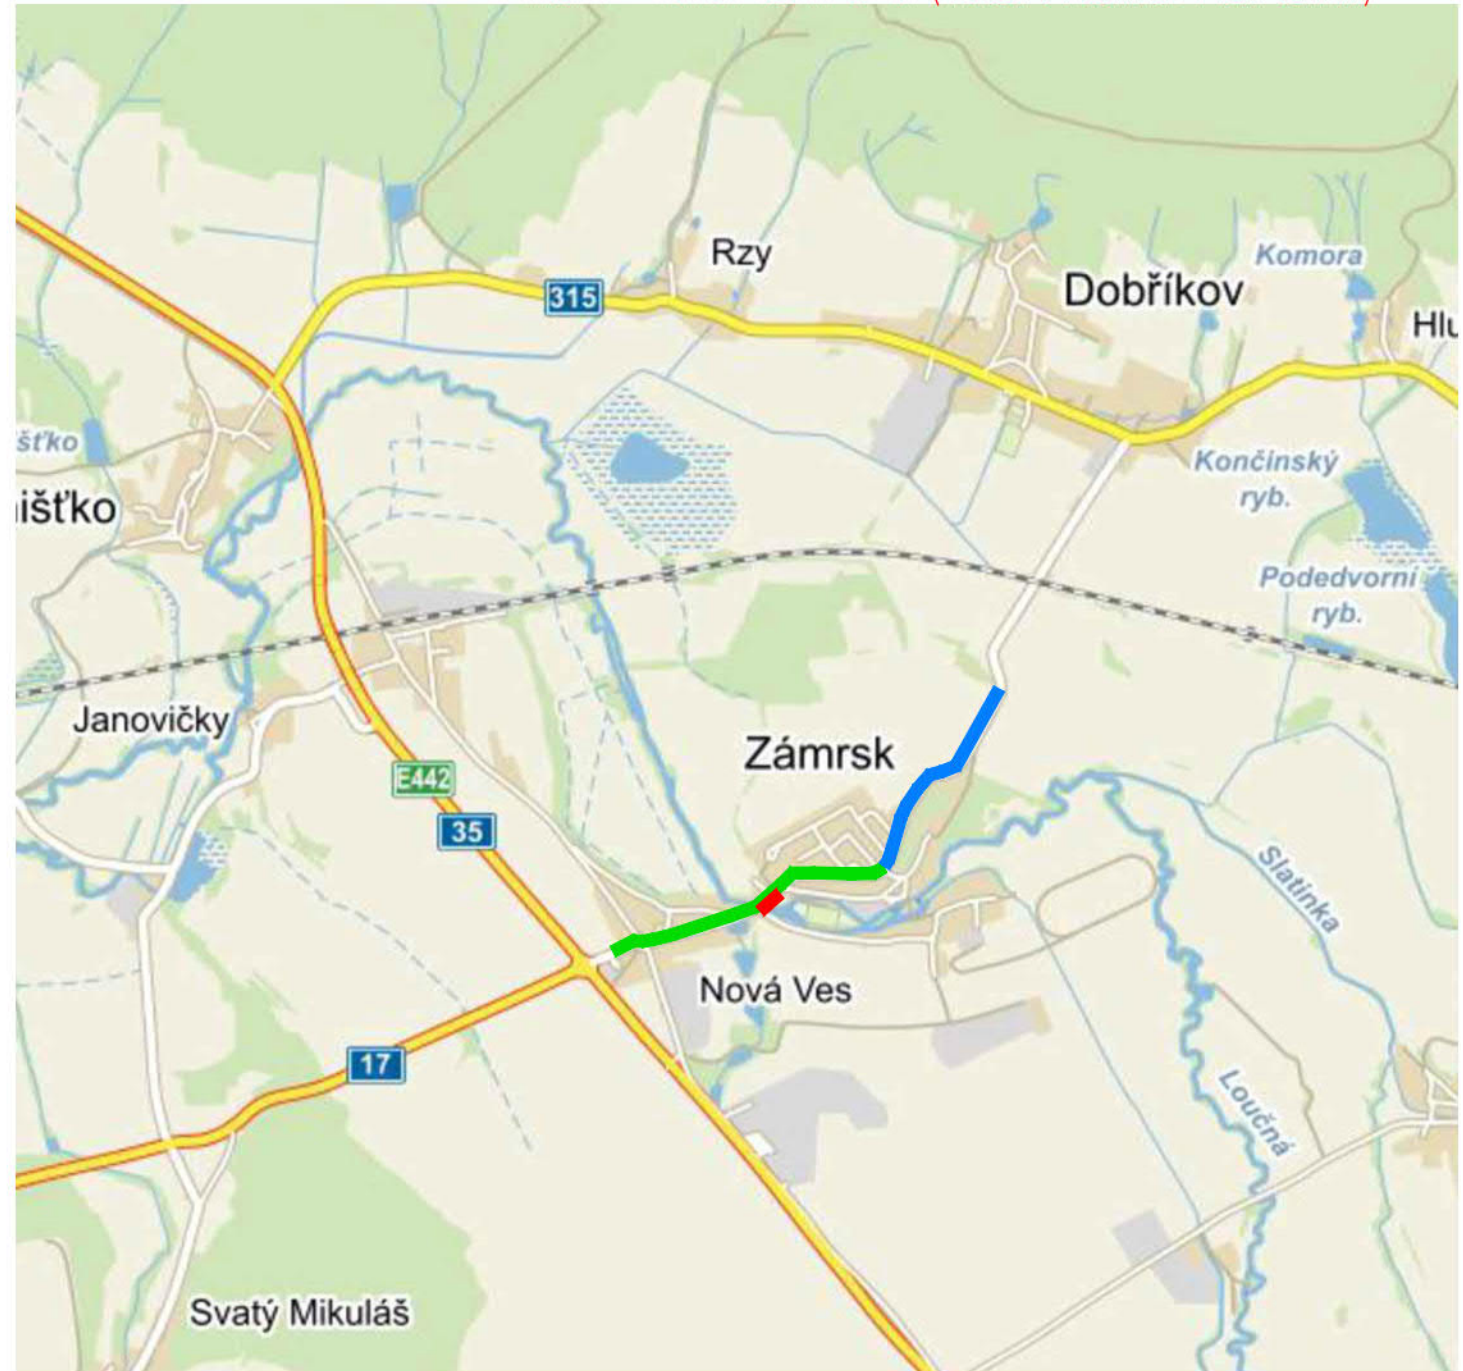 Rzy
Komora
315
Dobříkov
Hlu
šťko
Končinský
ryb.
išťko
Podedvorní
ryb.
Janovičky
Zámrsk
E442
35
Slatinka
Nová Ves
17
Loučná
Svatý Mikuláš